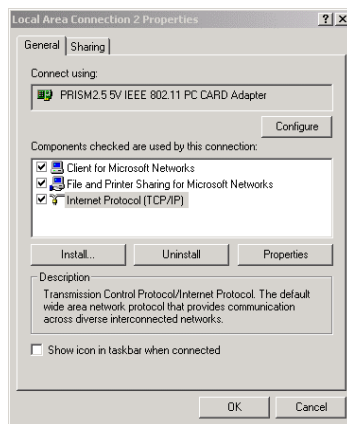 Local Area Connection 2 Properties
General Sharing
Connect using:
PRISM2.5 5V IEEE 802.11 PC CARD Adapter
Configure
Components checked are used by this connection:
Client for Microsoft Networks
File and Printer Sharing for Microsoft Networks
Internet Protocol (TCP/IP)
Install... Uninstall Properties
Description
Transmission Control Protocol/Internet Protocol. The default
wide area network protocol that provides communication
across diverse interconnected networks.
Show icon in taskbar when connected
OK Cancel